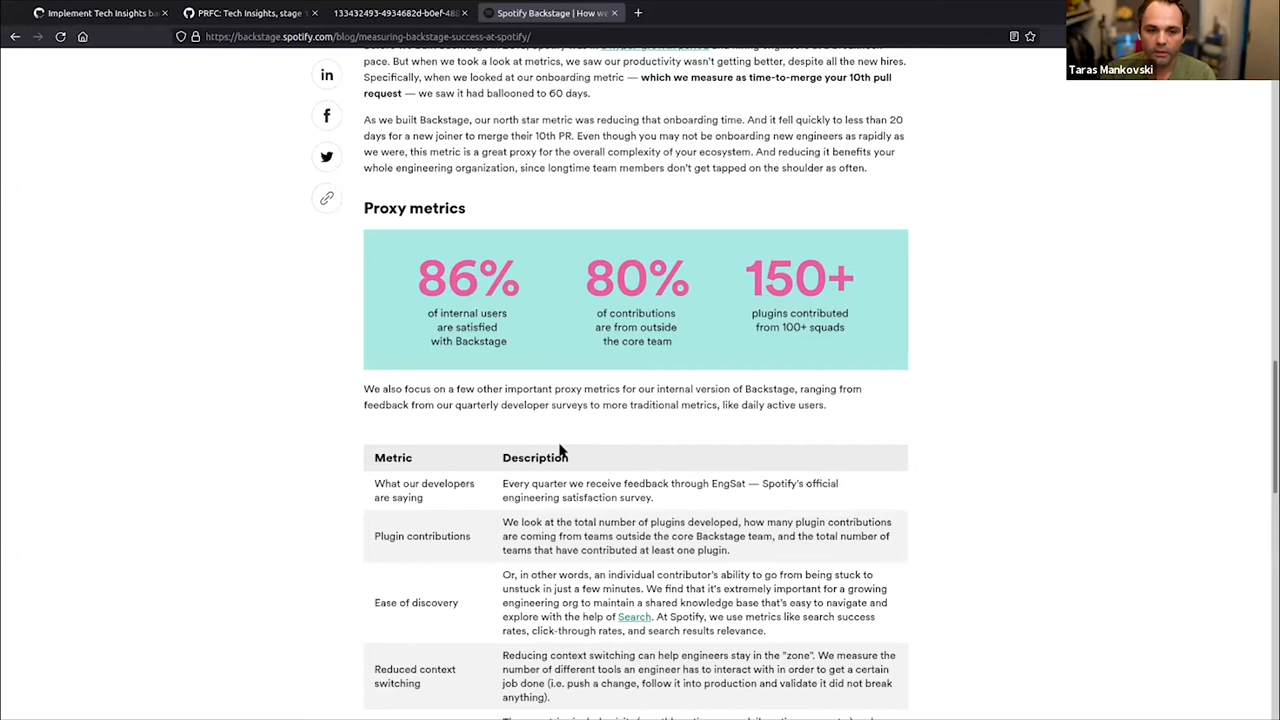 Implement Tech Insights ba
PRFC: Tech Insights, stage
133432493-4934682d-b0ef-48
Spotify Backstage | How we
https://backstage.spotify.com/blog/measuring-backstage-success-at-spotify/
Taras Mankovski
pace. But when we took a look at metrics, we saw our productivity wasn't getting better, despite all the new hires.
Specifically, when we looked at our onboarding metric — which we measure as time-to-merge your 10th pull
request — we saw it had ballooned to 60 days.
As we built Backstage, our north star metric was reducing that onboarding time. And it fell quickly to less than 20
days for a new joiner to merge their 10th PR. Even though you may not be onboarding new engineers as rapidly as
we were, this metric is a great proxy for the overall complexity of your ecosystem. And reducing it benefits your
whole engineering organization, since longtime team members don't get tapped on the shoulder as often.
Proxy metrics
86%
of internal users
are satisfied
with Backstage
80%
of contributions
are from outside
the core team
150+
plugins contributed
from 100+ squads
We also focus on a few other important proxy metrics for our internal version of Backstage, ranging from
feedback from our quarterly developer surveys to more traditional metrics, like daily active users.
Metric Description
What our developers
are saying
Every quarter we receive feedback through EngSat — Spotify's official
engineering satisfaction survey.
Plugin contributions
We look at the total number of plugins developed, how many plugin contributions
are coming from teams outside the core Backstage team, and the total number of
teams that have contributed at least one plugin.
Ease of discovery
Or, in other words, an individual contributor's ability to go from being stuck to
unstuck in just a few minutes. We find that it's extremely important for a growing
engineering org to maintain a shared knowledge base that's easy to navigate and
explore with the help of Search. At Spotify, we use metrics like search success
rates, click-through rates, and search results relevance.
Reduced context
switching
Reducing context switching can help engineers stay in the "zone". We measure the
number of different tools an engineer has to interact with in order to get a certain
job done (i.e. push a change, follow it into production and validate it did not break
anything).